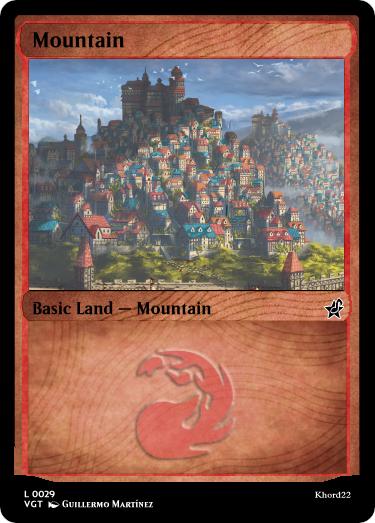 Mountain
Basic Land — Mountain
L 0029
VGT Guillermo Martínez
Khord22